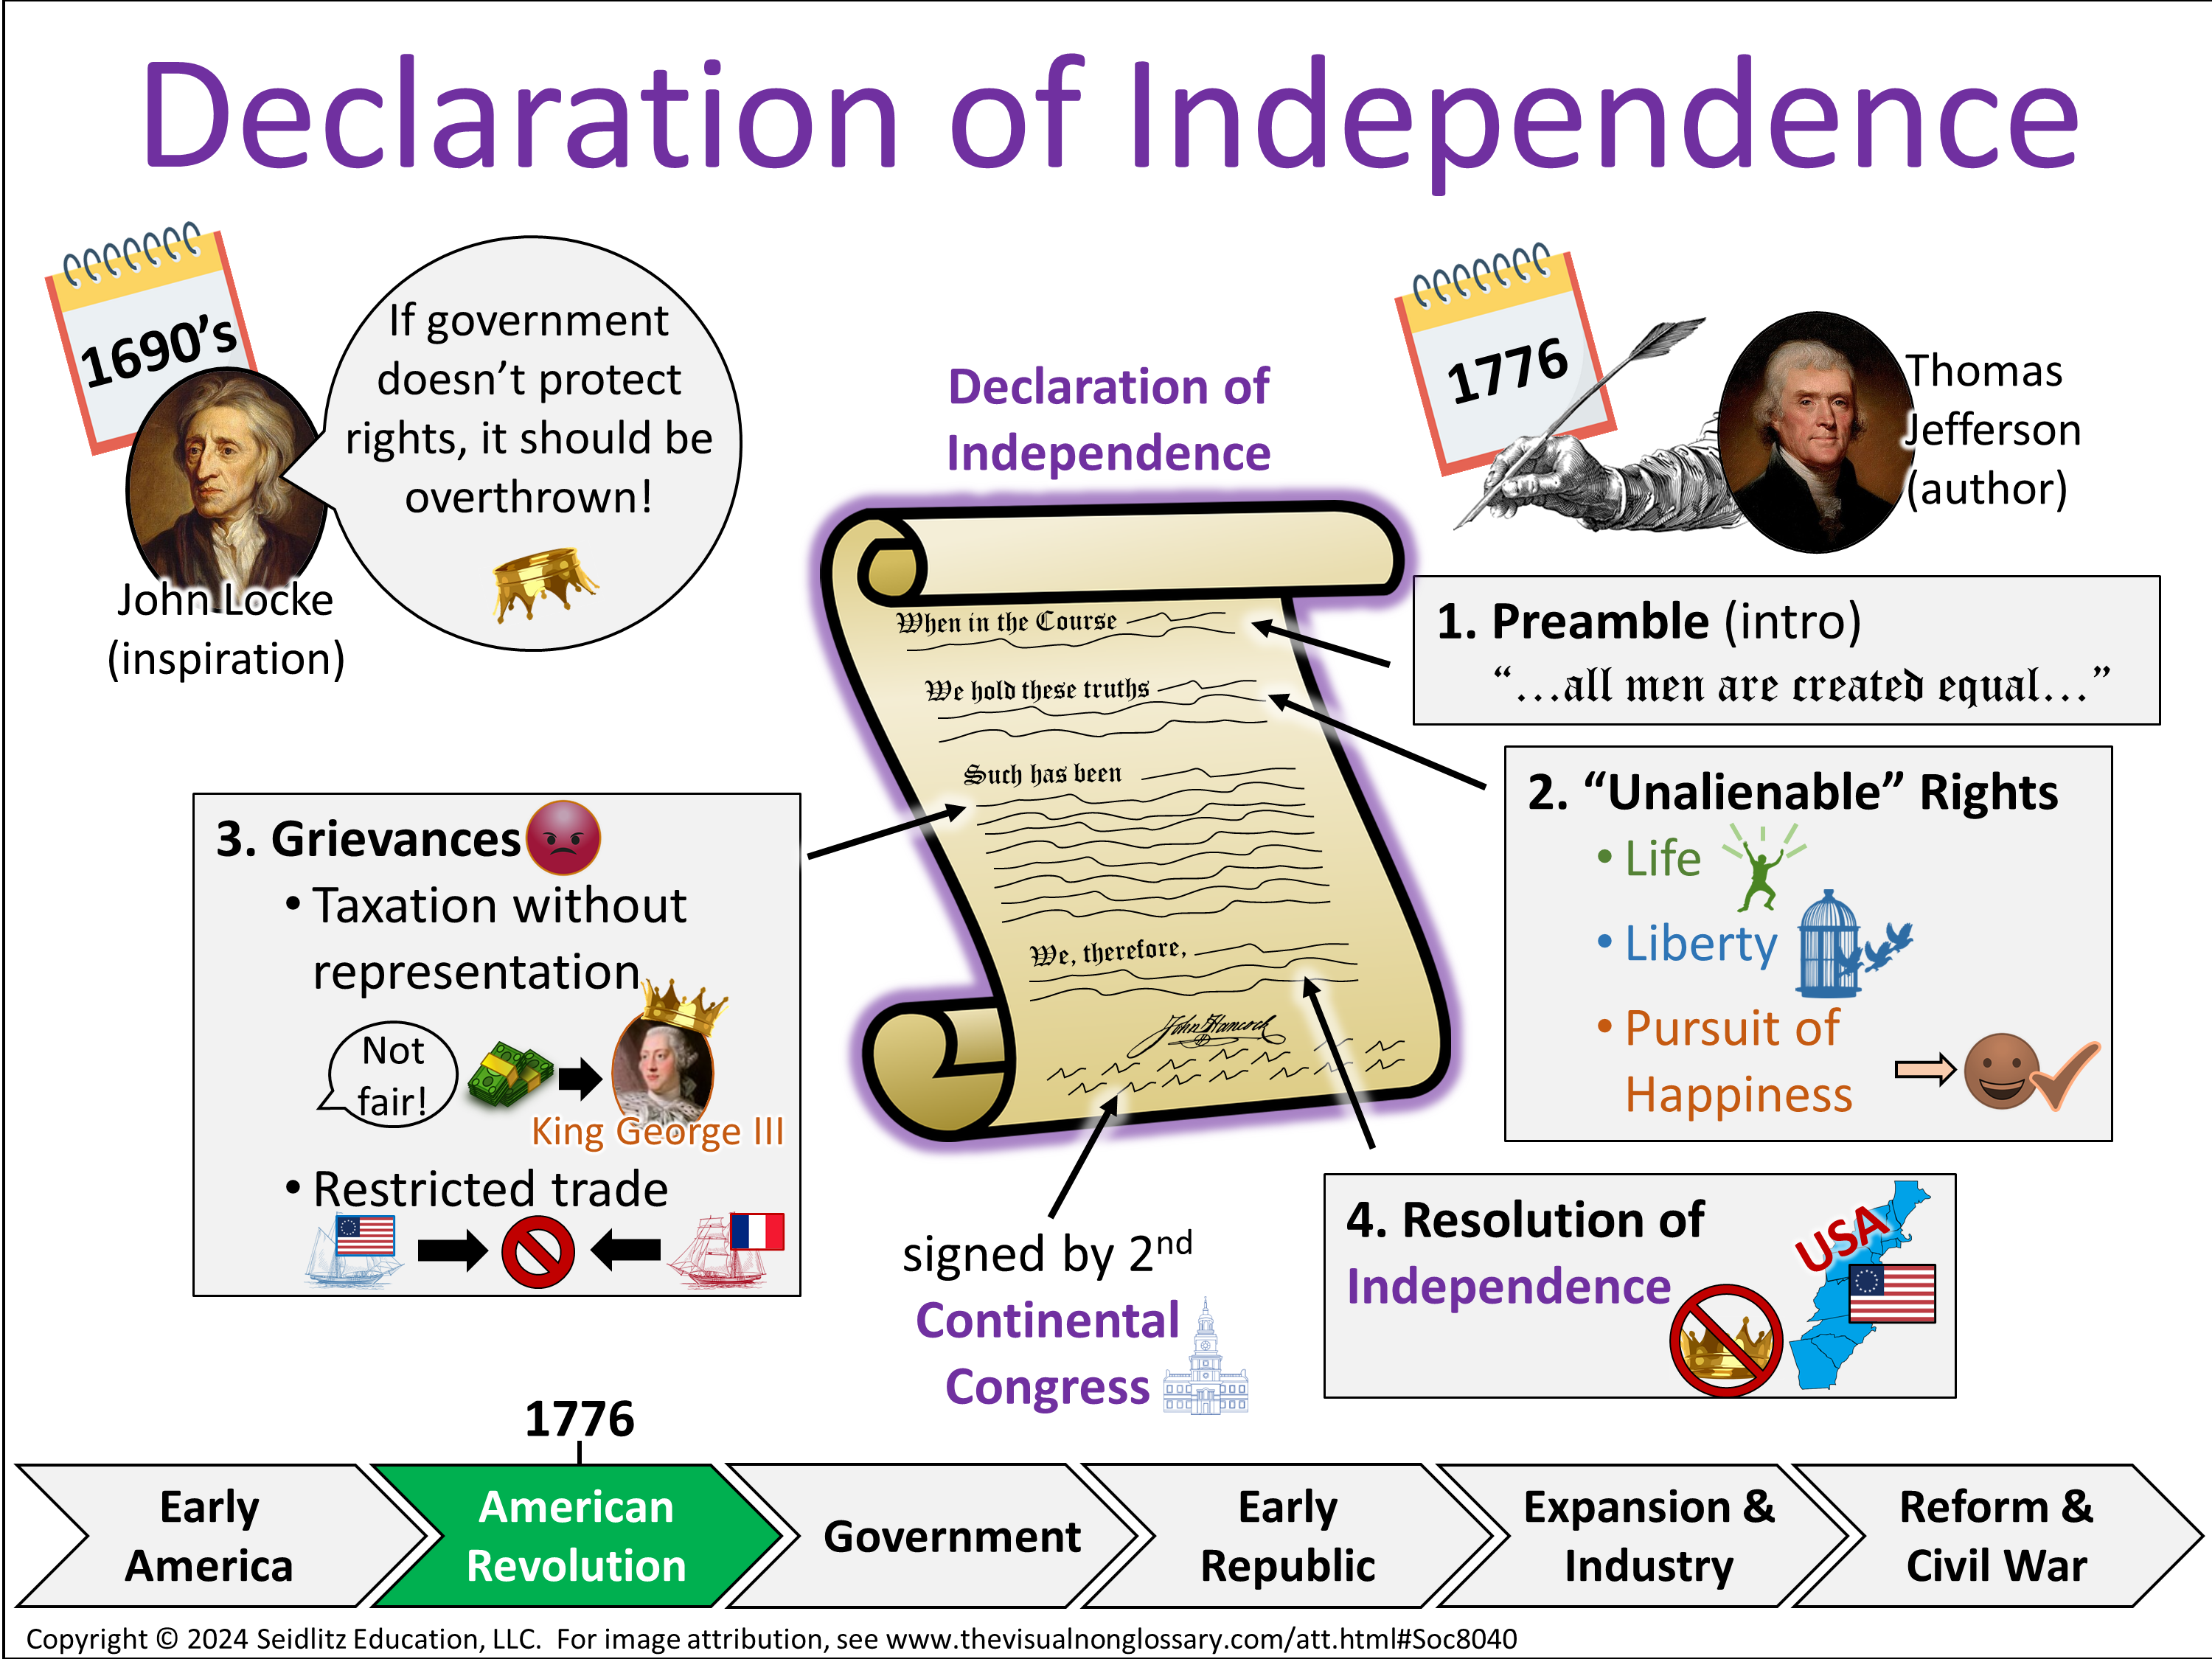 Declaration of Independence
1690's
If government
doesn't protect
rights, it should be
overthrown!
John Locke
(inspiration)
Declaration of
Independence
1776
Thomas
Jefferson
(author)
When in the Course
We hold these truths
Such has been
We, therefore,
John Hancock
1. Preamble (intro)
"...all men are created equal..."
2. "Unalienable" Rights
• Life
• Liberty
• Pursuit of
Happiness
3. Grievances
• Taxation without
representation
Not
fair!
King George III
• Restricted trade
signed by 2nd
Continental
Congress
4. Resolution of
Independence
USA
1776
Early
America
American
Revolution
Government
Early
Republic
Expansion &
Industry
Reform &
Civil War
Copyright © 2024 Seidlitz Education, LLC.  For image attribution, see www.thevisualnonglossary.com/att.html#Soc8040